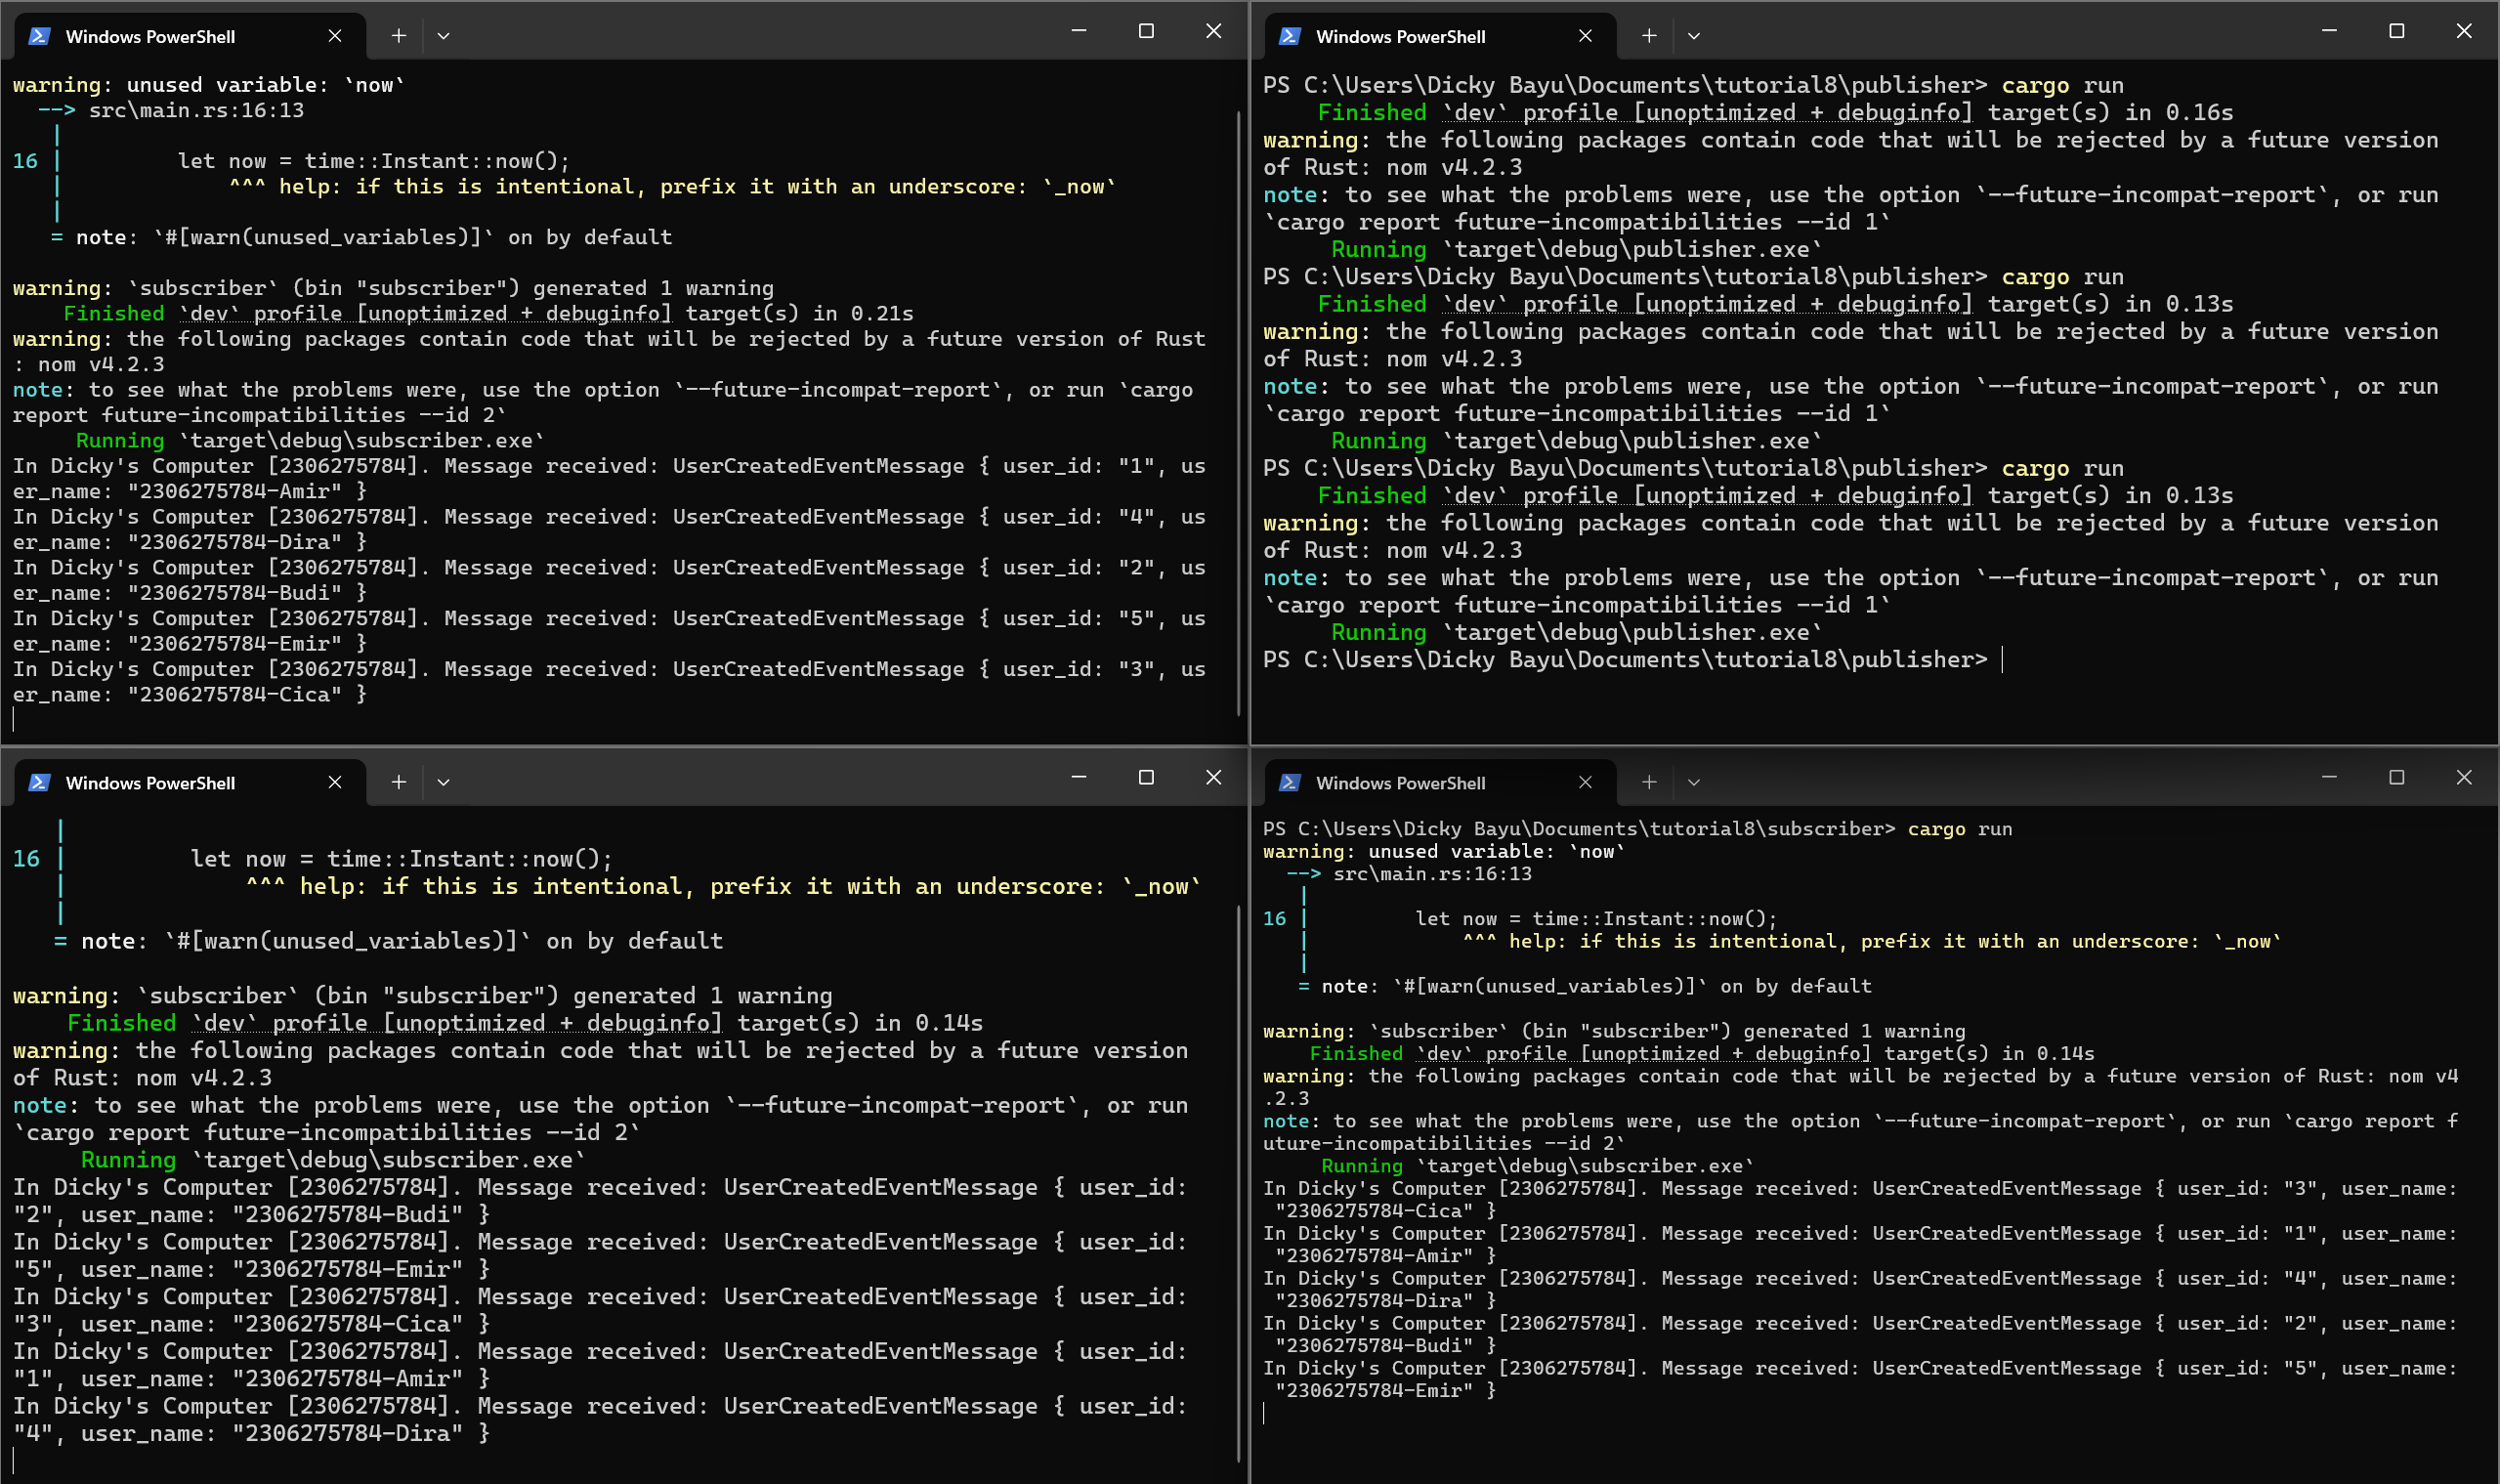 Windows PowerShell
warning: unused variable: `now`
  --> src\main.rs:16:13
   |
16 |         let now = time::Instant::now();
   |             ^^^ help: if this is intentional, prefix it with an underscore: `_now`
   |
   = note: `#[warn(unused_variables)]` on by default
warning: `subscriber` (bin "subscriber") generated 1 warning
    Finished `dev` profile [unoptimized + debuginfo] target(s) in 0.21s
warning: the following packages contain code that will be rejected by a future version of Rust
: nom v4.2.3
note: to see what the problems were, use the option `--future-incompat-report`, or run `cargo
report future-incompatibilities --id 2`
     Running `target\debug\subscriber.exe`
In Dicky's Computer [2306275784]. Message received: UserCreatedEventMessage { user_id: "1", us
er_name: "2306275784-Amir" }
In Dicky's Computer [2306275784]. Message received: UserCreatedEventMessage { user_id: "4", us
er_name: "2306275784-Dira" }
In Dicky's Computer [2306275784]. Message received: UserCreatedEventMessage { user_id: "2", us
er_name: "2306275784-Budi" }
In Dicky's Computer [2306275784]. Message received: UserCreatedEventMessage { user_id: "5", us
er_name: "2306275784-Emir" }
In Dicky's Computer [2306275784]. Message received: UserCreatedEventMessage { user_id: "3", us
er_name: "2306275784-Cica" }
Windows PowerShell
PS C:\Users\Dicky Bayu\Documents\tutorial8\publisher> cargo run
    Finished `dev` profile [unoptimized + debuginfo] target(s) in 0.16s
warning: the following packages contain code that will be rejected by a future version
of Rust: nom v4.2.3
note: to see what the problems were, use the option `--future-incompat-report`, or run
`cargo report future-incompatibilities --id 1`
     Running `target\debug\publisher.exe`
PS C:\Users\Dicky Bayu\Documents\tutorial8\publisher> cargo run
    Finished `dev` profile [unoptimized + debuginfo] target(s) in 0.13s
warning: the following packages contain code that will be rejected by a future version
of Rust: nom v4.2.3
note: to see what the problems were, use the option `--future-incompat-report`, or run
`cargo report future-incompatibilities --id 1`
     Running `target\debug\publisher.exe`
PS C:\Users\Dicky Bayu\Documents\tutorial8\publisher> cargo run
    Finished `dev` profile [unoptimized + debuginfo] target(s) in 0.13s
warning: the following packages contain code that will be rejected by a future version
of Rust: nom v4.2.3
note: to see what the problems were, use the option `--future-incompat-report`, or run
`cargo report future-incompatibilities --id 1`
     Running `target\debug\publisher.exe`
PS C:\Users\Dicky Bayu\Documents\tutorial8\publisher>
Windows PowerShell
   |
16 |         let now = time::Instant::now();
   |             ^^^ help: if this is intentional, prefix it with an underscore: `_now`
   |
   = note: `#[warn(unused_variables)]` on by default
warning: `subscriber` (bin "subscriber") generated 1 warning
    Finished `dev` profile [unoptimized + debuginfo] target(s) in 0.14s
warning: the following packages contain code that will be rejected by a future version
of Rust: nom v4.2.3
note: to see what the problems were, use the option `--future-incompat-report`, or run
`cargo report future-incompatibilities --id 2`
     Running `target\debug\subscriber.exe`
In Dicky's Computer [2306275784]. Message received: UserCreatedEventMessage { user_id:
"2", user_name: "2306275784-Budi" }
In Dicky's Computer [2306275784]. Message received: UserCreatedEventMessage { user_id:
"5", user_name: "2306275784-Emir" }
In Dicky's Computer [2306275784]. Message received: UserCreatedEventMessage { user_id:
"3", user_name: "2306275784-Cica" }
In Dicky's Computer [2306275784]. Message received: UserCreatedEventMessage { user_id:
"1", user_name: "2306275784-Amir" }
In Dicky's Computer [2306275784]. Message received: UserCreatedEventMessage { user_id:
"4", user_name: "2306275784-Dira" }
Windows PowerShell
PS C:\Users\Dicky Bayu\Documents\tutorial8\subscriber> cargo run
warning: unused variable: `now`
  --> src\main.rs:16:13
   |
16 |         let now = time::Instant::now();
   |             ^^^ help: if this is intentional, prefix it with an underscore: `_now`
   |
   = note: `#[warn(unused_variables)]` on by default
warning: `subscriber` (bin "subscriber") generated 1 warning
    Finished `dev` profile [unoptimized + debuginfo] target(s) in 0.14s
warning: the following packages contain code that will be rejected by a future version of Rust: nom v4
.2.3
note: to see what the problems were, use the option `--future-incompat-report`, or run `cargo report f
uture-incompatibilities --id 2`
     Running `target\debug\subscriber.exe`
In Dicky's Computer [2306275784]. Message received: UserCreatedEventMessage { user_id: "3", user_name:
 "2306275784-Cica" }
In Dicky's Computer [2306275784]. Message received: UserCreatedEventMessage { user_id: "1", user_name:
 "2306275784-Amir" }
In Dicky's Computer [2306275784]. Message received: UserCreatedEventMessage { user_id: "4", user_name:
 "2306275784-Dira" }
In Dicky's Computer [2306275784]. Message received: UserCreatedEventMessage { user_id: "2", user_name:
 "2306275784-Budi" }
In Dicky's Computer [2306275784]. Message received: UserCreatedEventMessage { user_id: "5", user_name:
 "2306275784-Emir" }